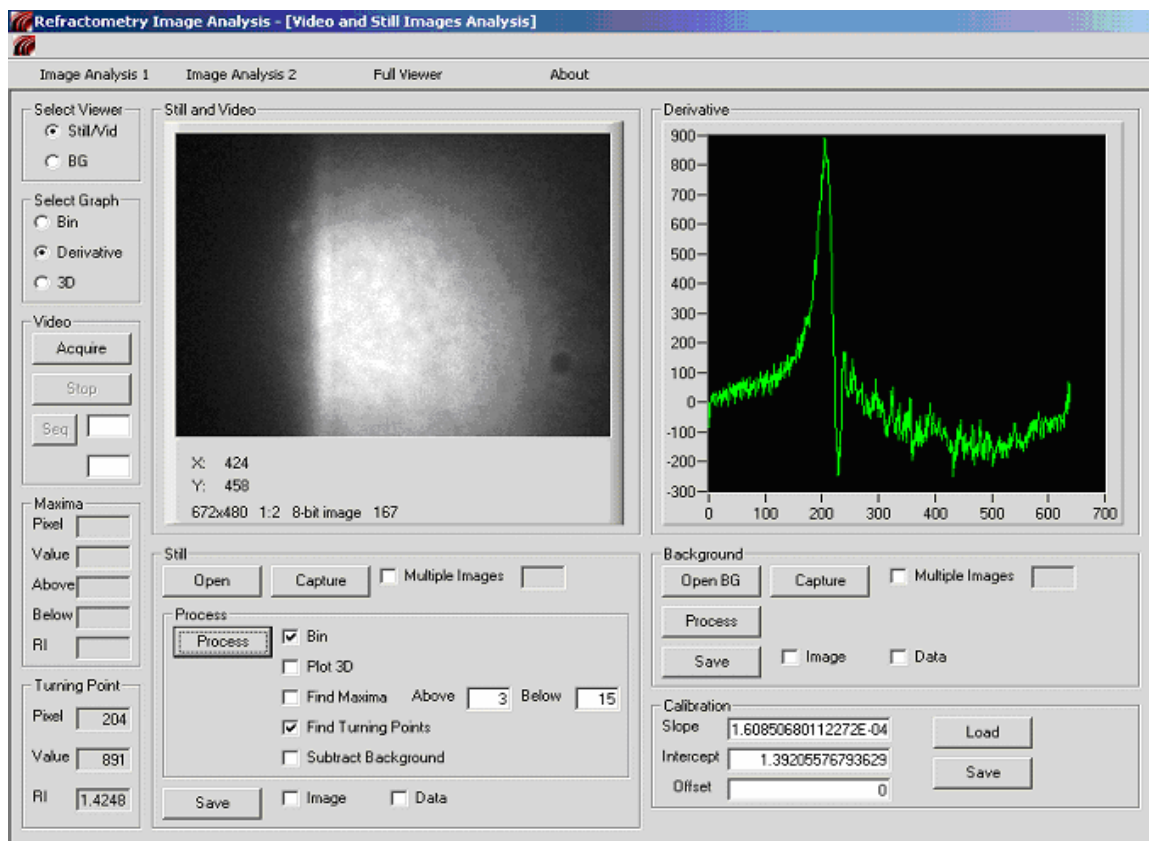 Refractometry Image Analysis - [Video and Still Images Analysis]
Image Analysis 1 Image Analysis 2 Full Viewer About
Select Viewer
Still/Vid
BG
Select Graph
Bin
Derivative
3D
Video
Acquire
Stop
Seq
Maxima
Pixel
Value
Above
Below
RI
Turning Point
Pixel 204
Value 891
RI 1.4248
Still and Video
X: 424
Y: 458
672x480 1:2 8-bit image 167
Derivative
900
800
700
600
500
400
300
200
100
0
-100
-200
-300
0 100 200 300 400 500 600 700
Still
Open Capture Multiple Images
Process
Process Bin
Plot 3D
Find Maxima Above 3 Below 15
Find Turning Points
Subtract Background
Save Image Data
Background
Open BG Capture Multiple Images
Process
Save Image Data
Calibration
Slope 1.60850680112272E-04 Load
Intercept 1.39205576793629
Save
Offset 0